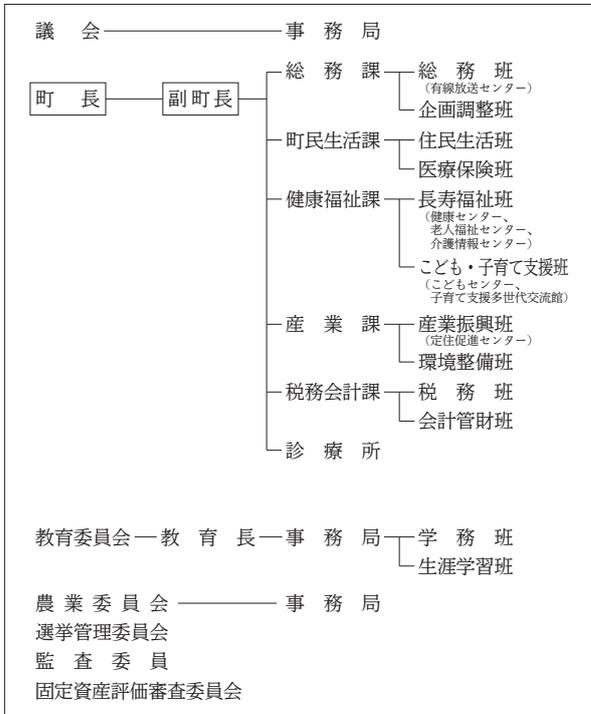 議会 事務局
総務課 総務班
（有線放送センター）
町長 副町長
企画調整班
町民生活課 住民生活班
医療保険班
健康福祉課 長寿福祉班
（健康センター、
老人福祉センター、
介護情報センター）
こども・子育て支援班
（こどもセンター、
子育て支援多世代交流館）
産業課 産業振興班
（定住促進センター）
環境整備班
税務会計課 税務班
会計管財班
診療所
教育委員会 教育長 事務局 学務班
生涯学習班
農業委員会 事務局
選挙管理委員会
監査委員
固定資産評価審査委員会